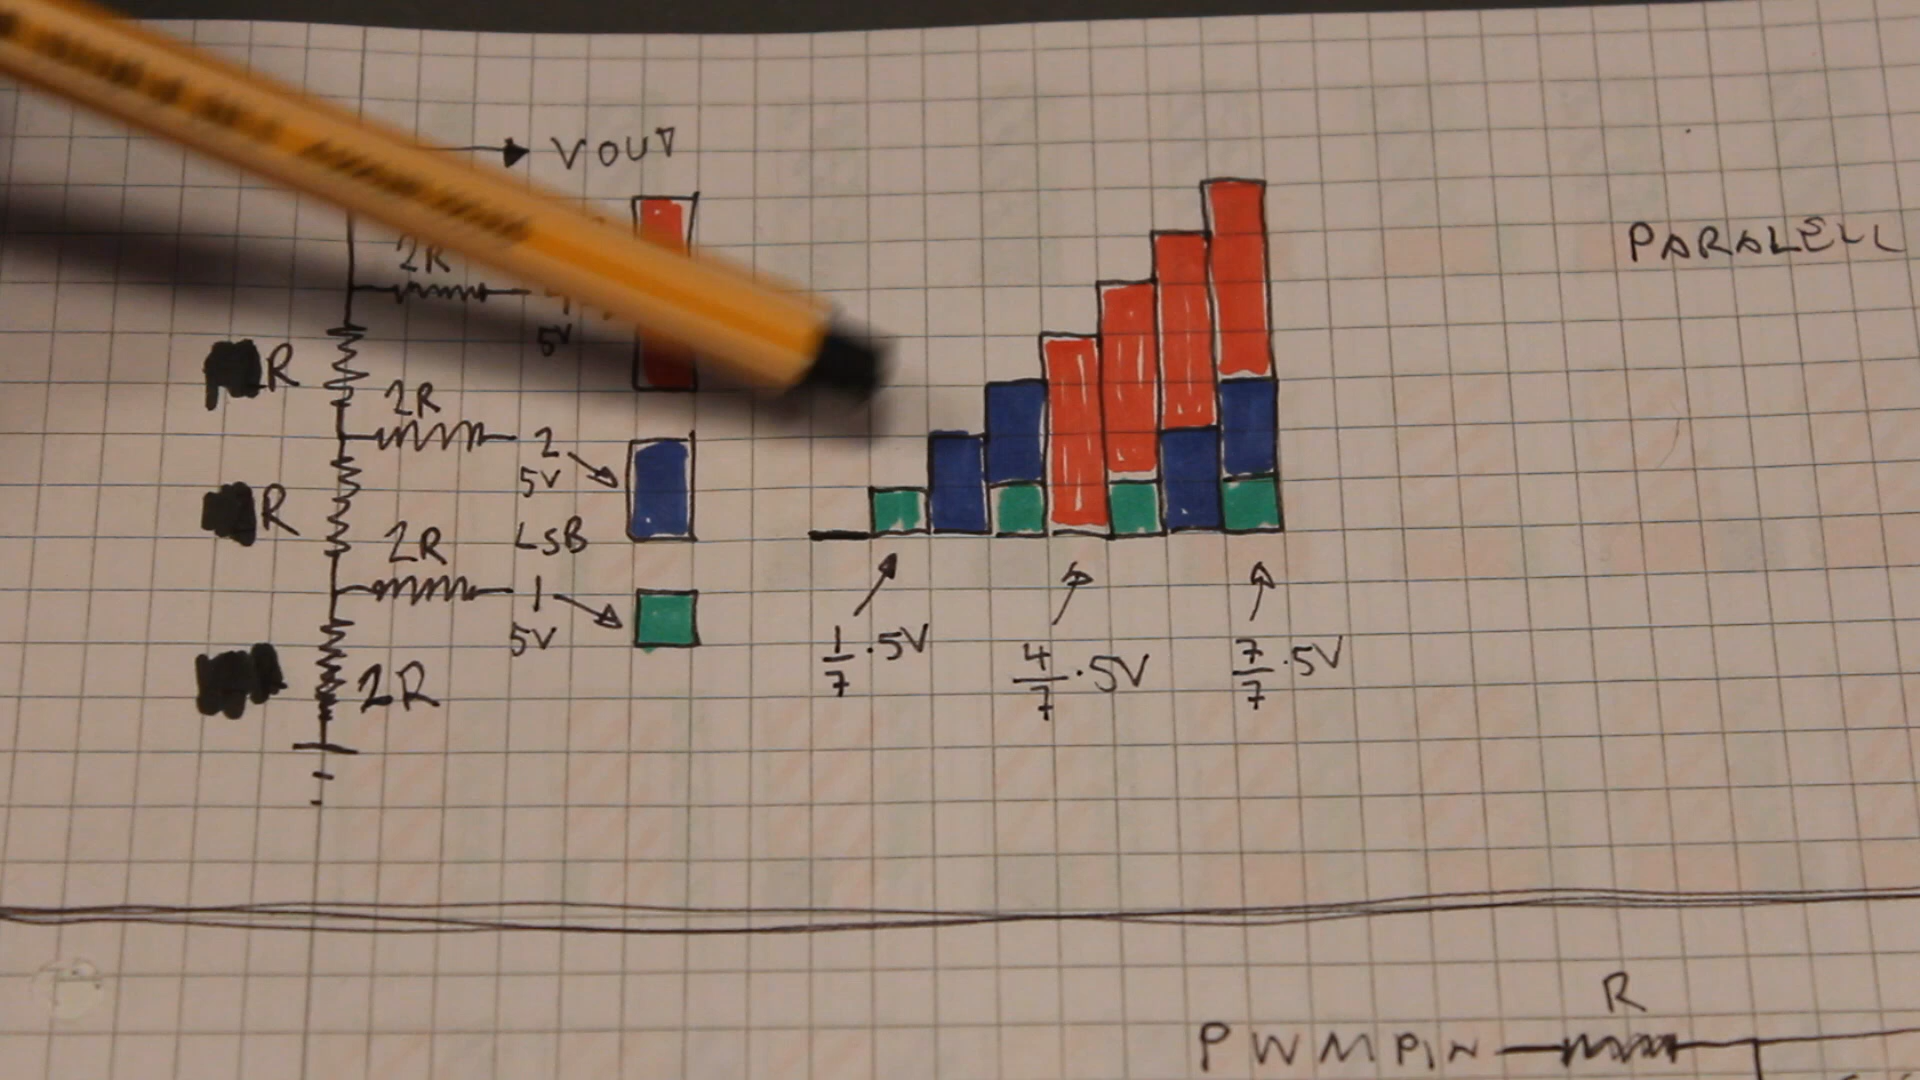 VOUT
2R
5V
R
2R
2
5V
R
LSB
2R
1
5V
2R
1/7 · 5V
4/7 · 5V
7/7 · 5V
PARALELL
R
PWMPIN